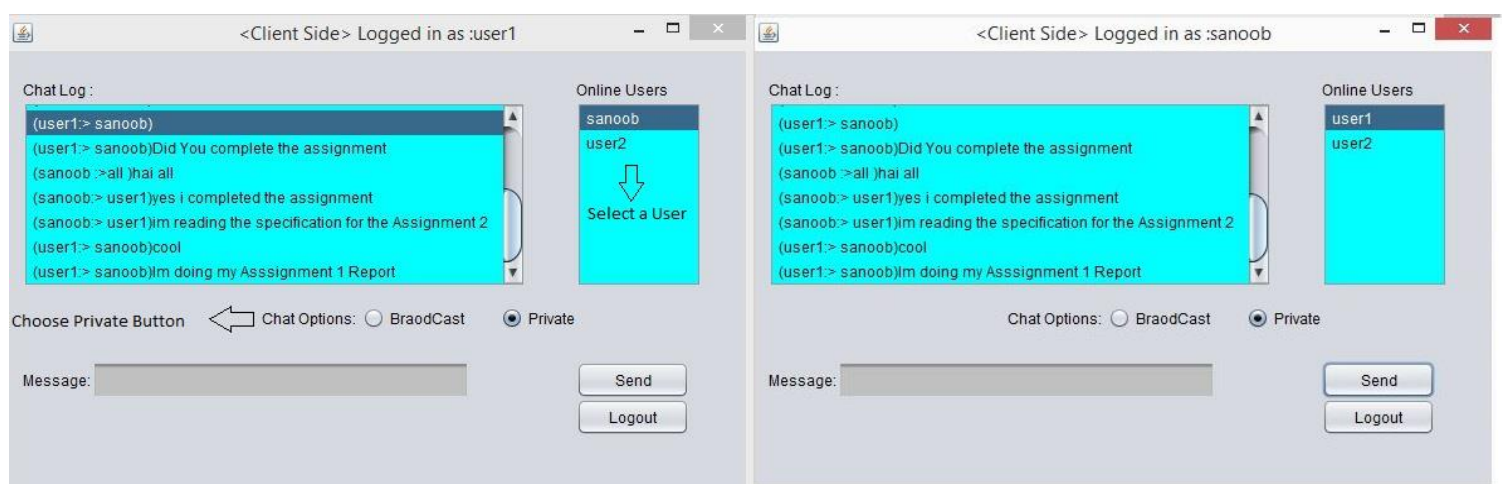 <Client Side> Logged in as :user1
Chat Log :
Online Users
(user1:> sanoob)
(user1:> sanoob)Did You complete the assignment
(sanoob :>all )hai all
(sanoob:> user1)yes i completed the assignment
(sanoob:> user1)im reading the specification for the Assignment 2
(user1:> sanoob)cool
(user1:> sanoob)Im doing my Asssignment 1 Report
sanoob
user2
Select a User
Choose Private Button
Chat Options: BraodCast Private
Message:
Send
Logout
<Client Side> Logged in as :sanoob
Chat Log :
Online Users
(user1:> sanoob)
(user1:> sanoob)Did You complete the assignment
(sanoob :>all )hai all
(sanoob:> user1)yes i completed the assignment
(sanoob:> user1)im reading the specification for the Assignment 2
(user1:> sanoob)cool
(user1:> sanoob)Im doing my Asssignment 1 Report
user1
user2
Chat Options: BraodCast Private
Message:
Send
Logout